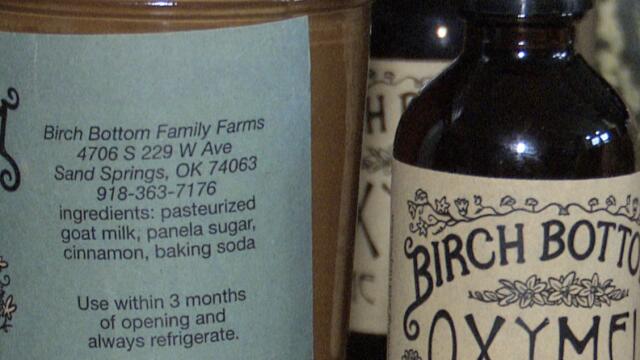 Birch Bottom Family Farms
4706 S 229 W Ave
Sand Springs, OK 74063
918-363-7176
ingredients: pasteurized
goat milk, panela sugar,
cinnamon, baking soda
Use within 3 months
of opening and
always refrigerate.
BIRCH BOTTO
OXYME